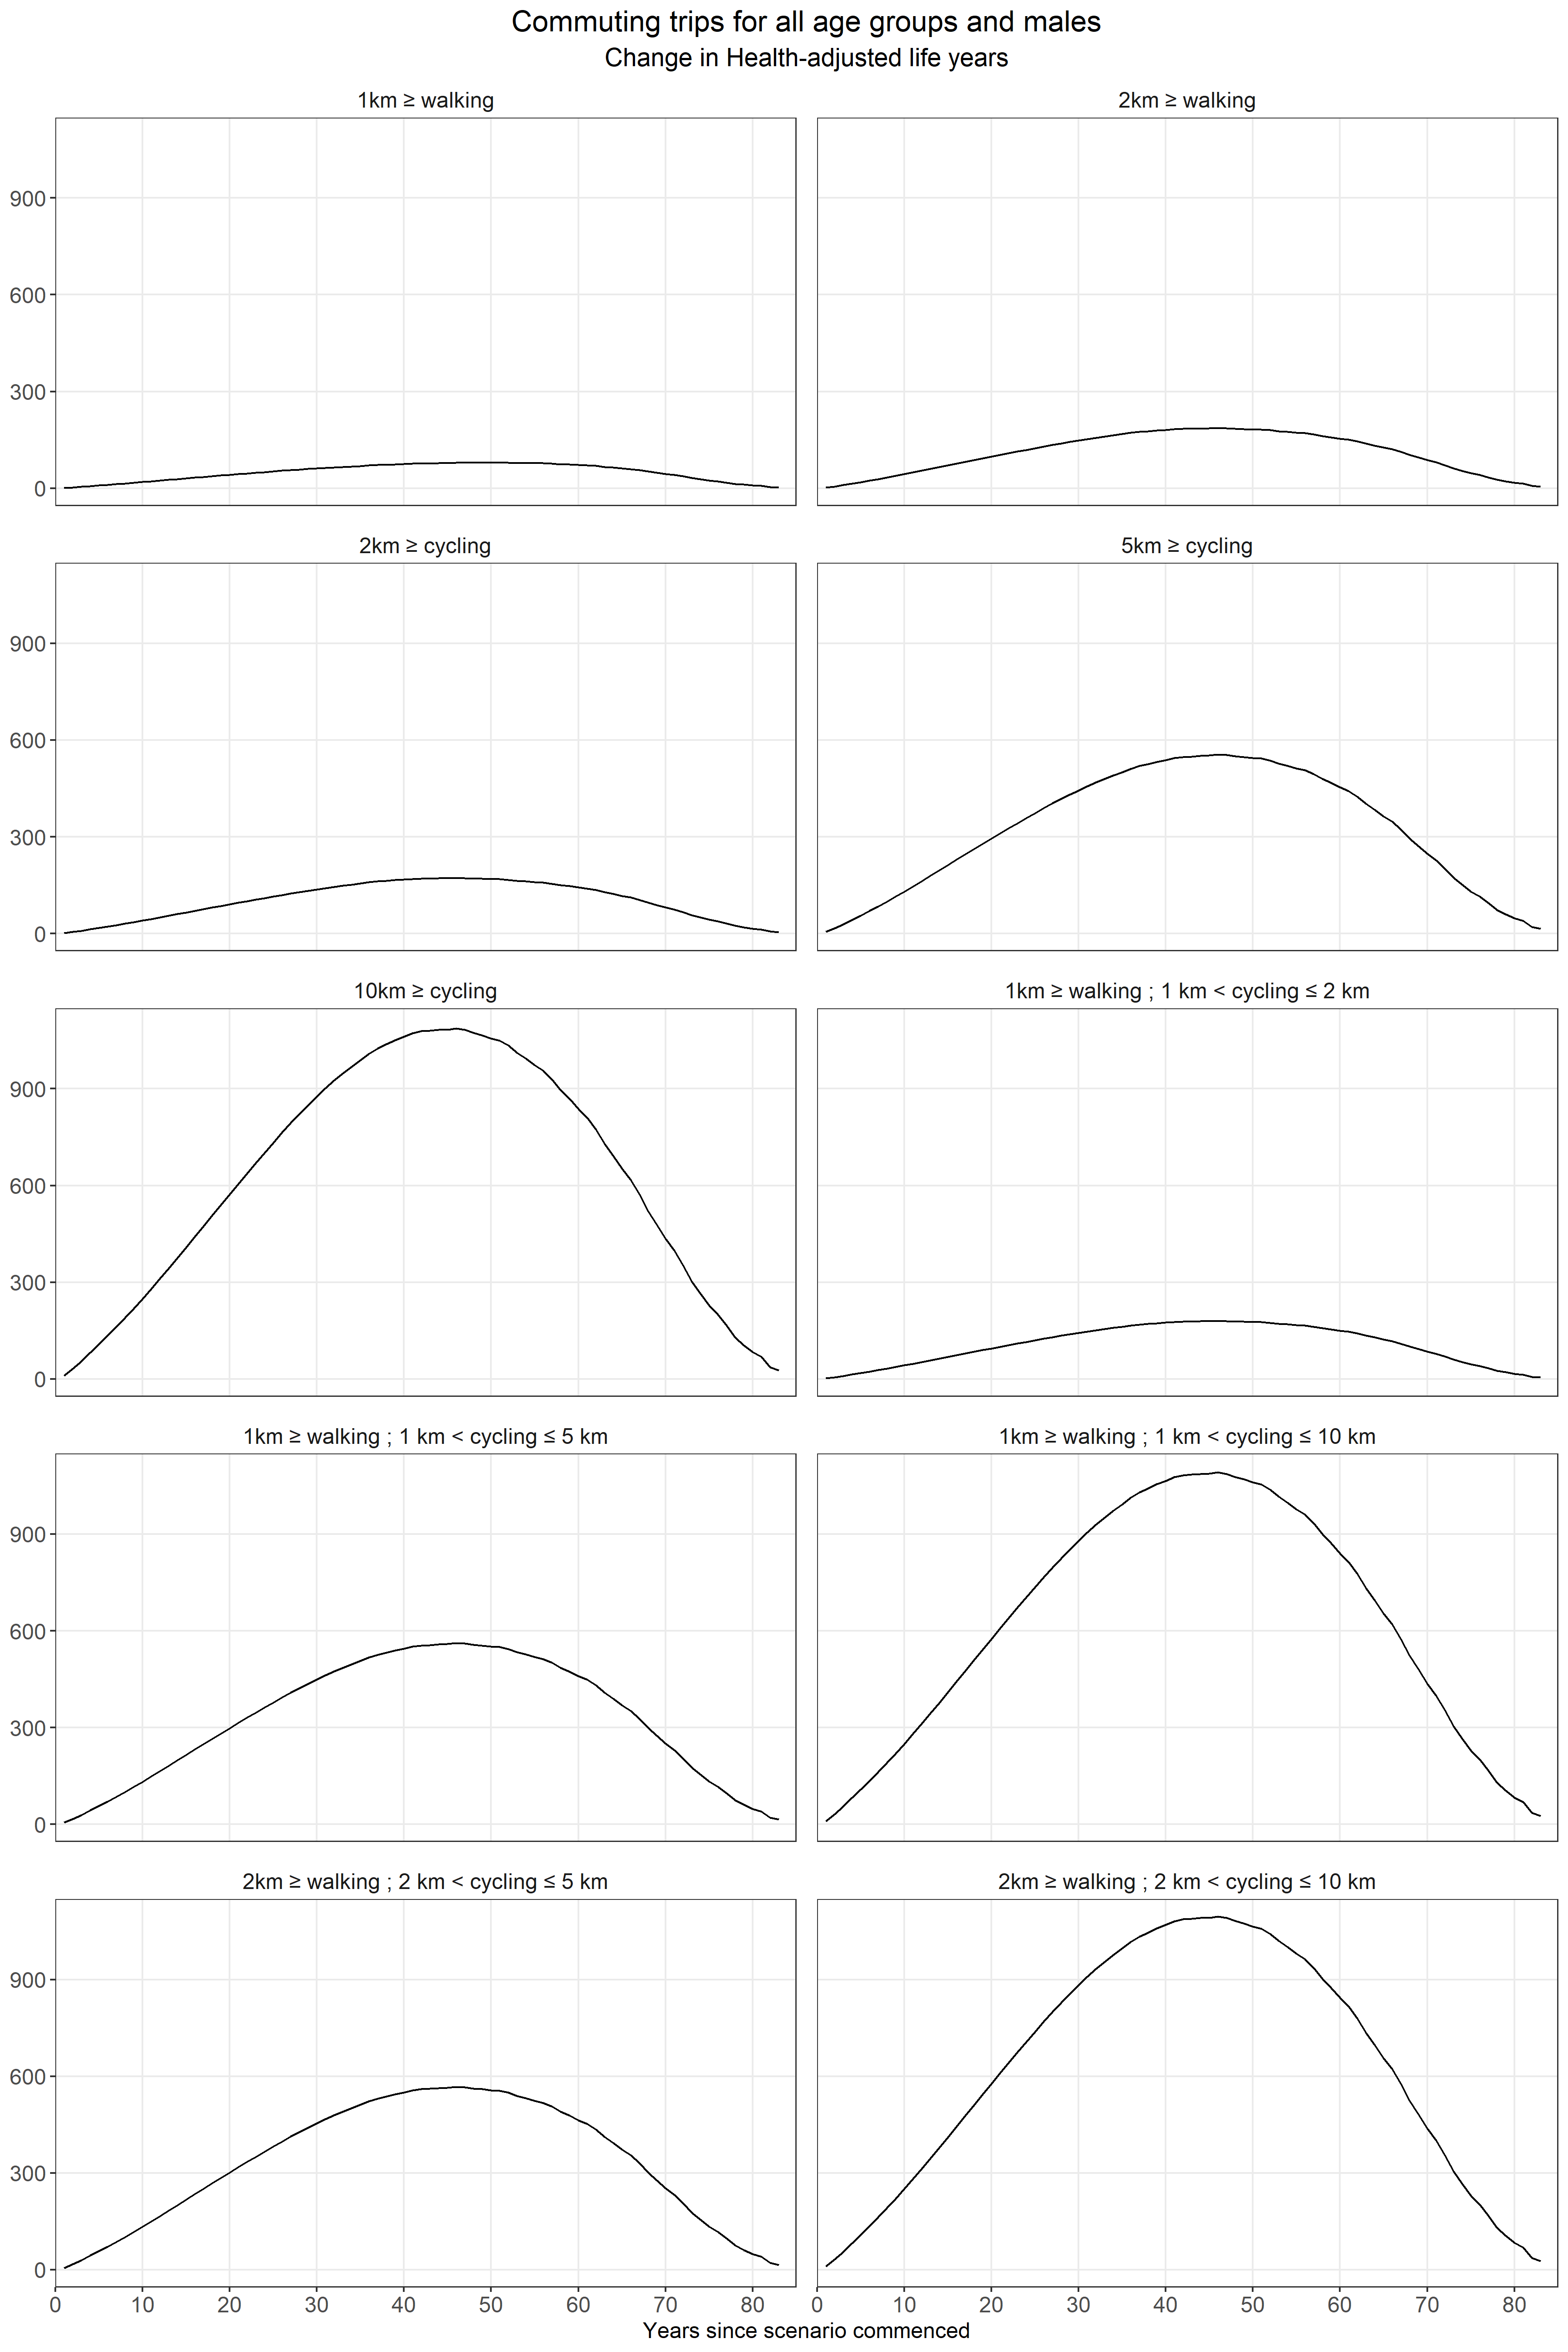 Commuting trips for all age groups and males
Change in Health-adjusted life years
1km ≥ walking
2km ≥ walking
900
600
300
0
2km ≥ cycling
5km ≥ cycling
900
600
300
0
10km ≥ cycling
1km ≥ walking ; 1 km < cycling ≤ 2 km
900
600
300
0
1km ≥ walking ; 1 km < cycling ≤ 5 km
1km ≥ walking ; 1 km < cycling ≤ 10 km
900
600
300
0
2km ≥ walking ; 2 km < cycling ≤ 5 km
2km ≥ walking ; 2 km < cycling ≤ 10 km
900
600
300
0
0 10 20 30 40 50 60 70 80
0 10 20 30 40 50 60 70 80
Years since scenario commenced